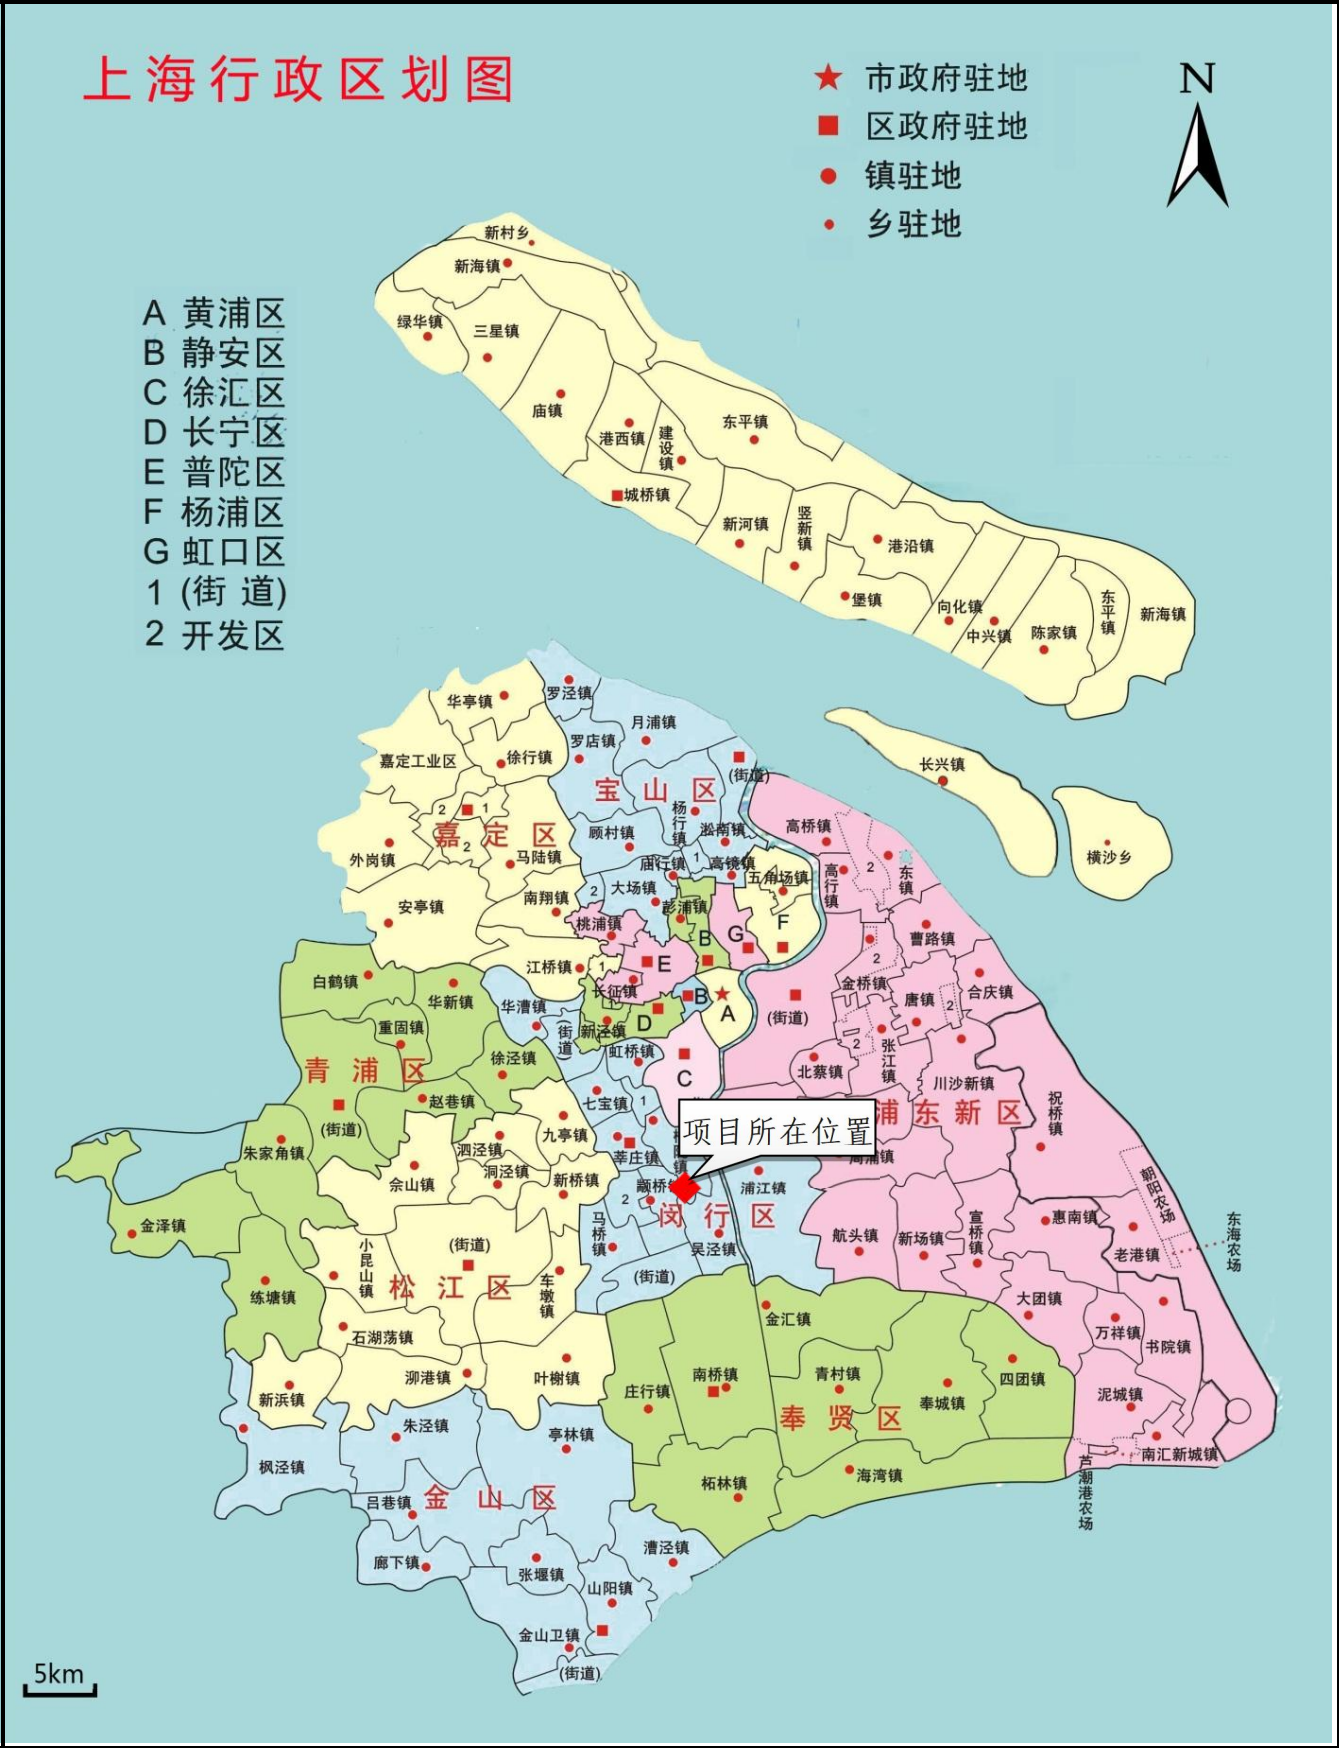 上海行政区划图
市政府驻地
区政府驻地
镇驻地
乡驻地
N
A 黄浦区
B 静安区
C 徐汇区
D 长宁区
E 普陀区
F 杨浦区
G 虹口区
1 (街 道)
2 开发区
新村乡
新海镇
绿华镇
三星镇
庙镇
港西镇
建设镇
东平镇
城桥镇
新河镇
竖新镇
港沿镇
堡镇
向化镇
中兴镇
陈家镇
东平镇
新海镇
长兴镇
横沙乡
华亭镇
罗泾镇
月浦镇
罗店镇
嘉定工业区
徐行镇
(街道)
宝山区
2
1
嘉定区
2
外岗镇
马陆镇
顾村镇
杨行镇
淞南镇
高桥镇
庙行镇
1
高镜镇
五角场镇
高行镇
2
东镇
安亭镇
南翔镇
2
大场镇
彭浦镇
桃浦镇
B
G
F
曹路镇
2
江桥镇
1
E
长征镇
白鹤镇
华新镇
华漕镇
B
A
(街道)
金桥镇
唐镇
2
合庆镇
重固镇
(街道)
1
新泾镇
D
2
张江镇
青浦区
徐泾镇
虹桥镇
C
北蔡镇
川沙新镇
赵巷镇
七宝镇
1
浦东新区
祝桥镇
(街道)
九亭镇
项目所在位置
朱家角镇
泗泾镇
莘庄镇
镇
周浦镇
佘山镇
洞泾镇
新桥镇
颛桥
浦江镇
朝阳农场
2
闵行区
金泽镇
马桥镇
吴泾镇
航头镇
新场镇
宣桥镇
惠南镇
老港镇
东海农场
小昆山镇
(街道)
松江区
车墩镇
(街道)
练塘镇
大团镇
石湖荡镇
金汇镇
万祥镇
书院镇
新浜镇
泖港镇
叶榭镇
庄行镇
南桥镇
青村镇
奉城镇
四团镇
泥城镇
奉贤区
朱泾镇
亭林镇
南汇新城镇
枫泾镇
吕巷镇
金山区
柘林镇
海湾镇
芦潮港农场
廊下镇
张堰镇
漕泾镇
山阳镇
金山卫镇
(街道)
5km